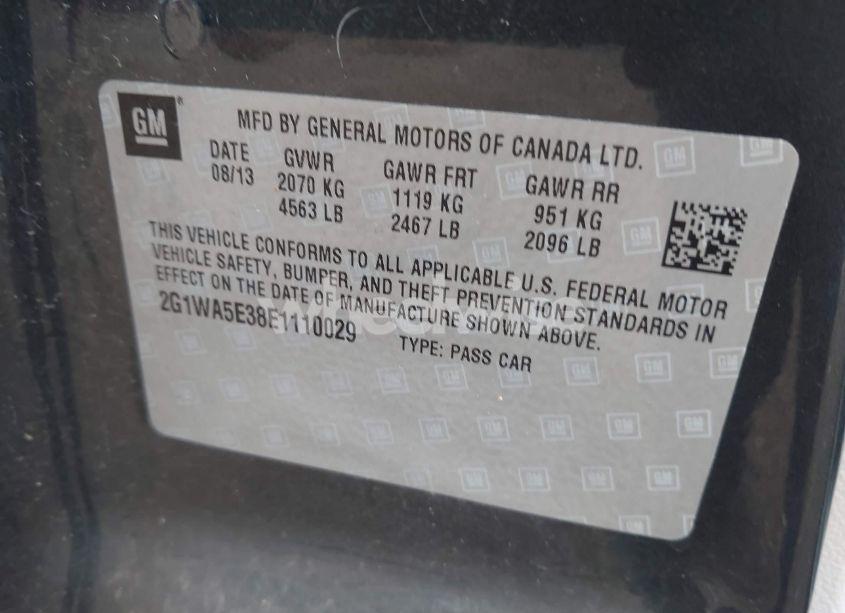 GM
MFD BY GENERAL MOTORS OF CANADA LTD.
DATE GVWR GAWR FRT GAWR RR
08/13 2070 KG 1119 KG 951 KG
4563 LB 2467 LB 2096 LB
THIS VEHICLE CONFORMS TO ALL APPLICABLE U.S. FEDERAL MOTOR
VEHICLE SAFETY, BUMPER, AND THEFT PREVENTION STANDARDS IN
EFFECT ON THE DATE OF MANUFACTURE SHOWN ABOVE.
2G1WA5E38E1110029 TYPE: PASS CAR